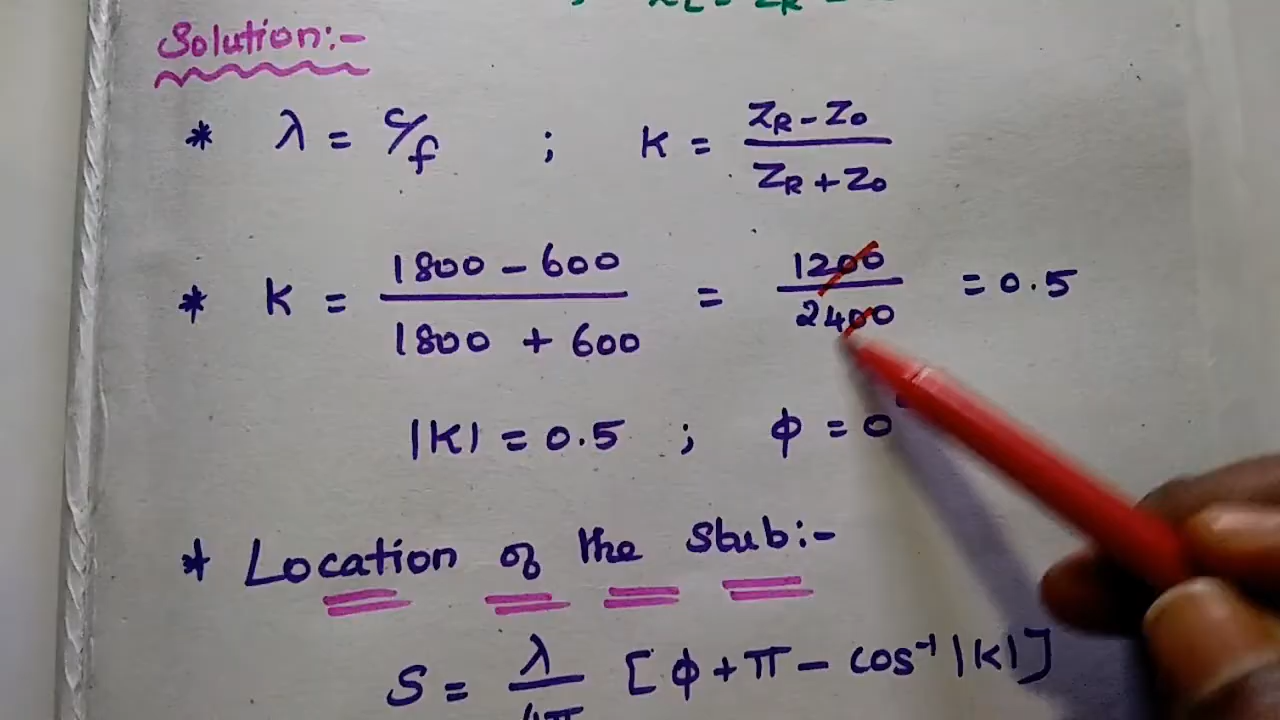 Solution:-
* λ = c/f ; K = ZR - Z0 / ZR + Z0
* K = 1800 - 600 / 1800 + 600 = 1200 / 2400 = 0.5
|K| = 0.5 ; ϕ = 0
* Location of the stub:-
S = λ / 4π [ϕ + π - cos⁻¹ |K|]